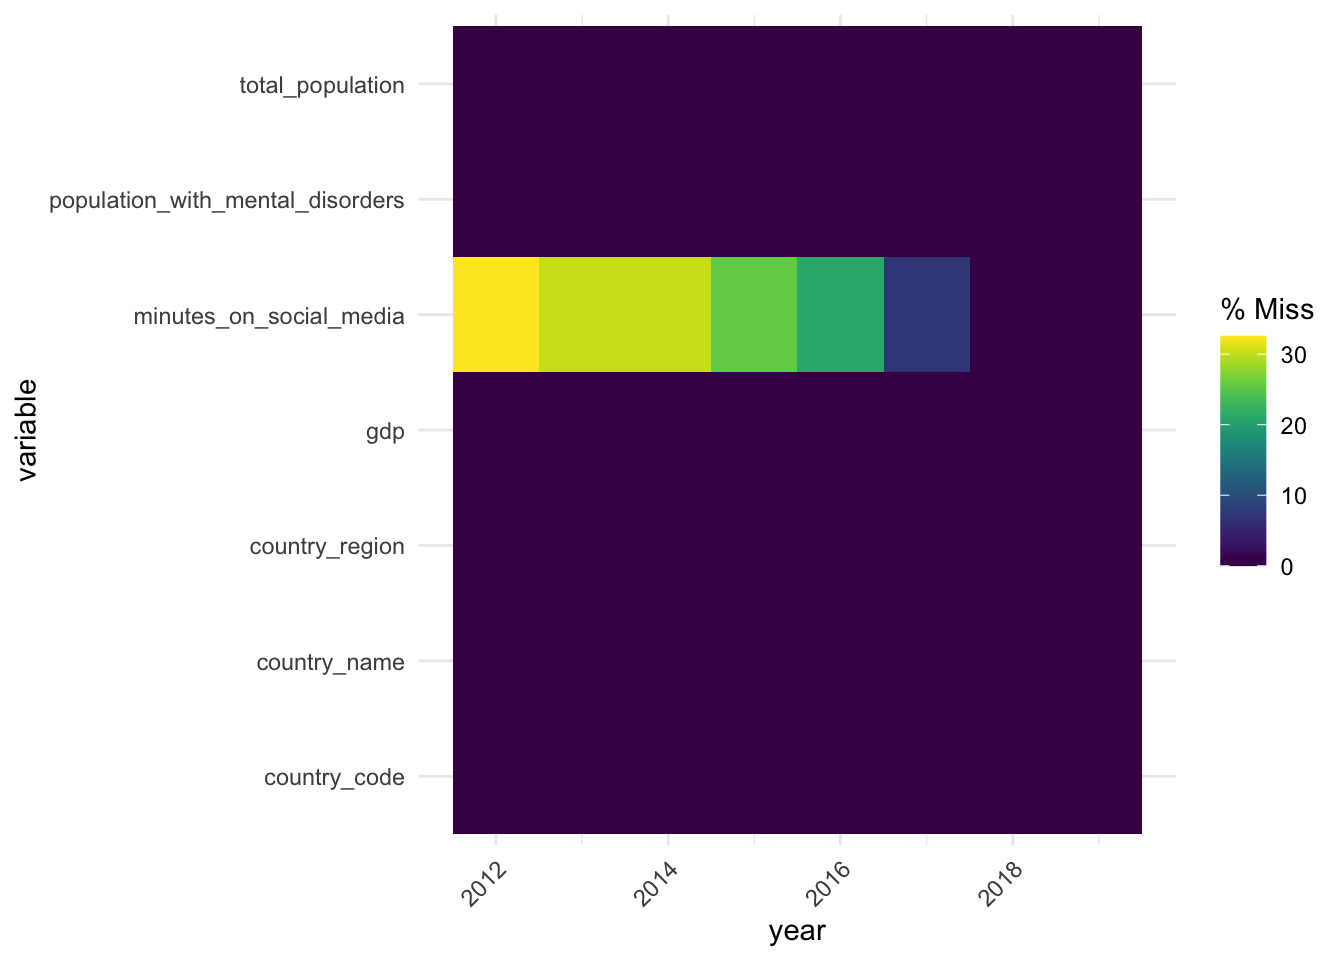 total_population
population_with_mental_disorders
minutes_on_social_media
gdp
country_region
country_name
country_code
variable
2012
2014
2016
2018
year
% Miss
30
20
10
0